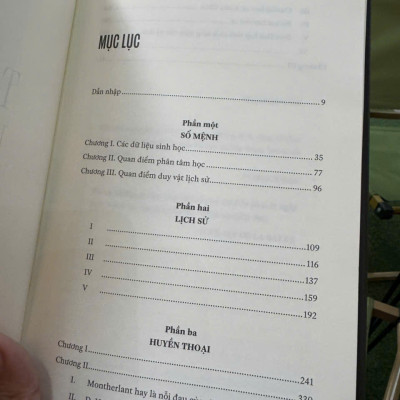 MỤC LỤC
Dẫn nhập 9
Phần một
SỐ MỆNH
Chương I. Các dữ liệu sinh học 35
Chương II. Quan điểm phân tâm học 77
Chương III. Quan điểm duy vật lịch sử 96
Phần hai
LỊCH SỬ
I 109
II 116
III 137
IV 159
V 192
Phần ba
HUYỀN THOẠI
Chương I 241
Chương II
I. Montherlant hay là nỗi đau
II.